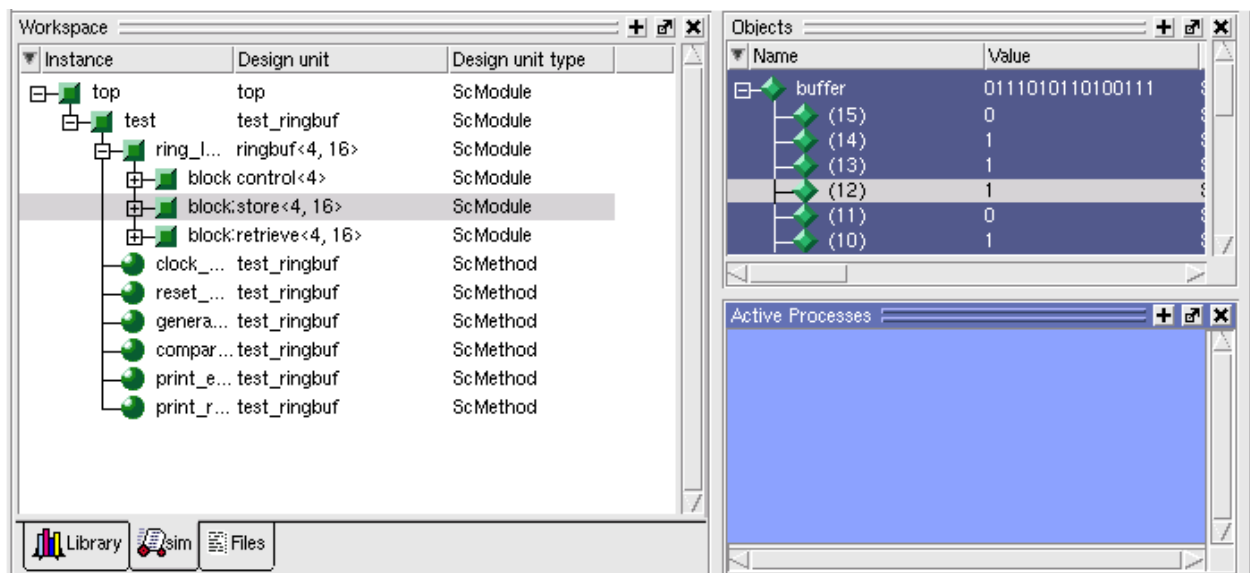 Workspace
Instance Design unit Design unit type
top top ScModule
test test_ringbuf ScModule
ring_I... ringbuf<4, 16> ScModule
block control<4> ScModule
block: store<4, 16> ScModule
block: retrieve<4, 16> ScModule
clock_... test_ringbuf ScMethod
reset_... test_ringbuf ScMethod
genera... test_ringbuf ScMethod
compar... test_ringbuf ScMethod
print_e... test_ringbuf ScMethod
print_r... test_ringbuf ScMethod
Library sim Files
Objects
Name Value
buffer 0111010110100111
(15) 0
(14) 1
(13) 1
(12) 1
(11) 0
(10) 1
Active Processes